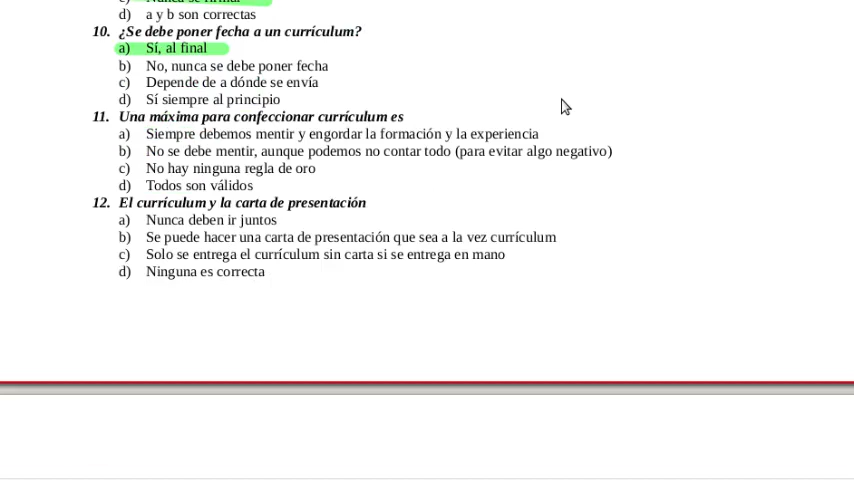 d) a y b son correctas
10. ¿Se debe poner fecha a un currículum?
a) Sí, al final
b) No, nunca se debe poner fecha
c) Depende de a dónde se envía
d) Sí siempre al principio
11. Una máxima para confeccionar currículum es
a) Siempre debemos mentir y engordar la formación y la experiencia
b) No se debe mentir, aunque podemos no contar todo (para evitar algo negativo)
c) No hay ninguna regla de oro
d) Todos son válidos
12. El currículum y la carta de presentación
a) Nunca deben ir juntos
b) Se puede hacer una carta de presentación que sea a la vez currículum
c) Solo se entrega el currículum sin carta si se entrega en mano
d) Ninguna es correcta